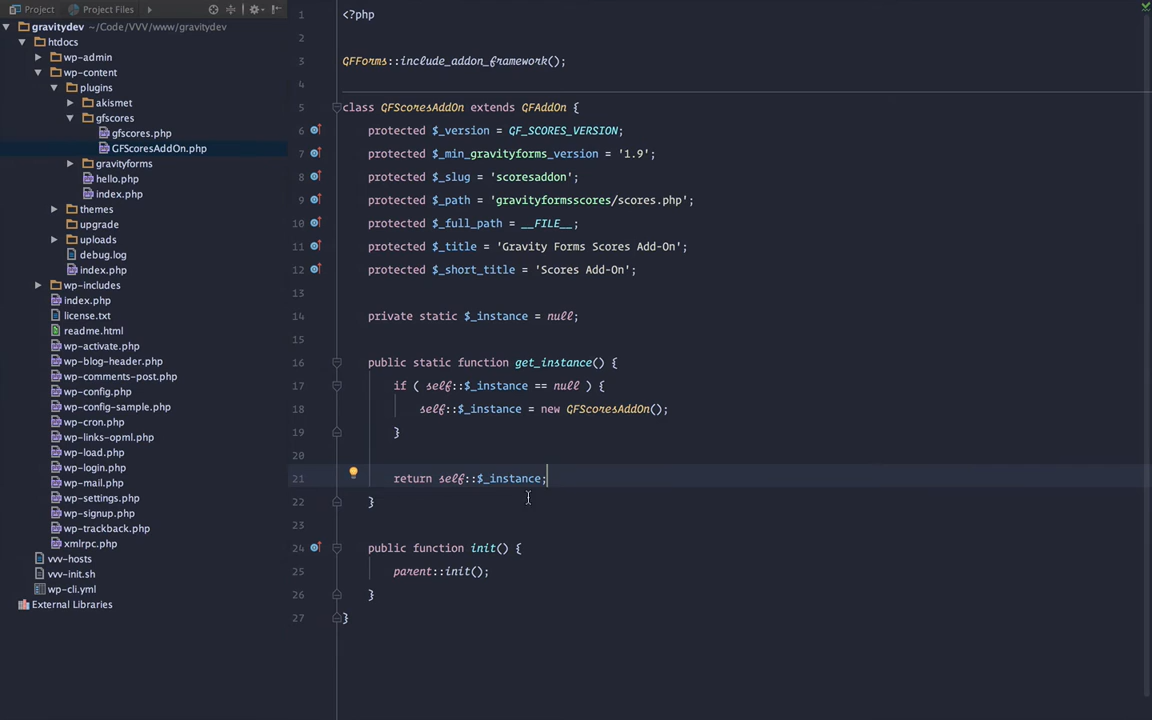 Project
Project Files
gravitydev ~/Code/VVV/www/gravitydev
htdocs
wp-admin
wp-content
plugins
akismet
gfscores
gfscores.php
GFScoresAddOn.php
gravityforms
hello.php
index.php
themes
upgrade
uploads
debug.log
index.php
wp-includes
index.php
license.txt
readme.html
wp-activate.php
wp-blog-header.php
wp-comments-post.php
wp-config.php
wp-config-sample.php
wp-cron.php
wp-links-opml.php
wp-load.php
wp-login.php
wp-mail.php
wp-settings.php
wp-signup.php
wp-trackback.php
xmlrpc.php
vvv-hosts
vvv-init.sh
wp-cli.yml
External Libraries
1 <?php
2
3 GFForms::include_addon_framework();
4
5 class GFScoresAddOn extends GFAddOn {
6 protected $_version = GF_SCORES_VERSION;
7 protected $_min_gravityforms_version = '1.9';
8 protected $_slug = 'scoresaddon';
9 protected $_path = 'gravityformsscores/scores.php';
10 protected $_full_path = __FILE__;
11 protected $_title = 'Gravity Forms Scores Add-On';
12 protected $_short_title = 'Scores Add-On';
13
14 private static $_instance = null;
15
16 public static function get_instance() {
17 if ( self::$_instance == null ) {
18 self::$_instance = new GFScoresAddOn();
19 }
20
21 return self::$_instance;
22 }
23
24 public function init() {
25 parent::init();
26 }
27 }